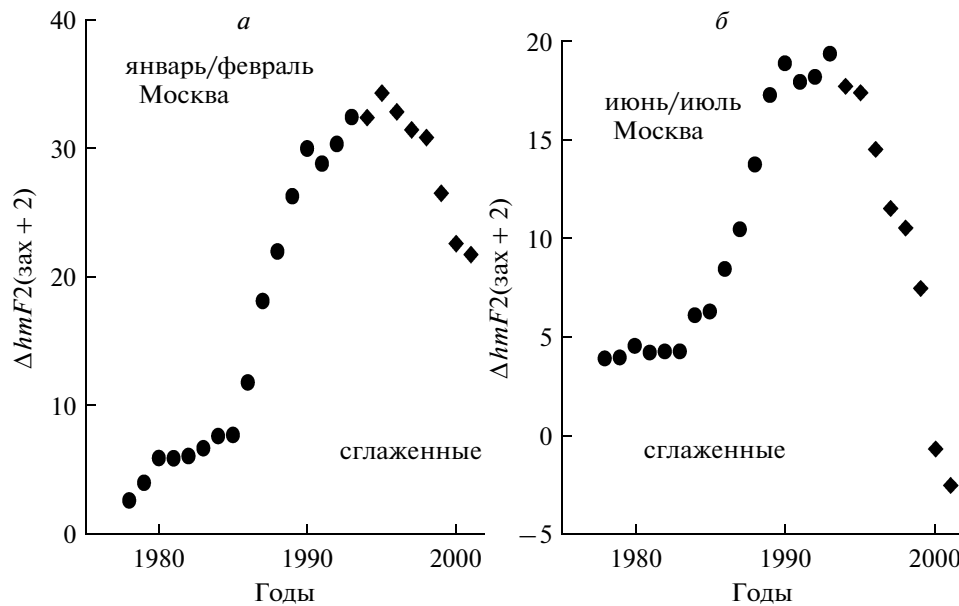 а
январь/февраль
Москва
40
30
20
10
0
ΔhmF2(зах + 2)
сглаженные
1980
1990
2000
Годы
б
июнь/июль
Москва
20
15
10
5
0
−5
ΔhmF2(зах + 2)
сглаженные
1980
1990
2000
Годы